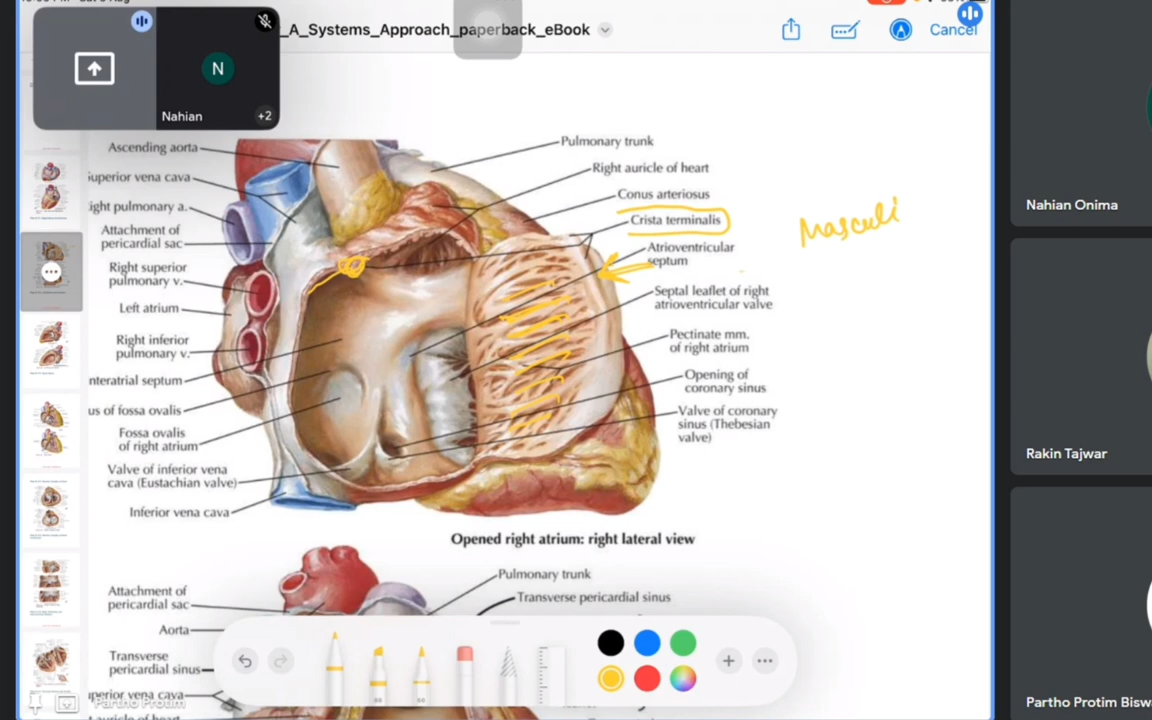 _A_Systems_Approach_paperback_eBook
Cancel
N
Nahian
+2
Ascending aorta
Superior vena cava
Right pulmonary a.
Attachment of
pericardial sac
Right superior
pulmonary v.
Left atrium
Right inferior
pulmonary v.
nteratrial septum
us of fossa ovalis
Fossa ovalis
of right atrium
Valve of inferior vena
cava (Eustachian valve)
Inferior vena cava
Pulmonary trunk
Right auricle of heart
Conus arteriosus
Crista terminalis
Atrioventricular
septum
Septal leaflet of right
atrioventricular valve
Pectinate mm.
of right atrium
Opening of
coronary sinus
Valve of coronary
sinus (Thebesian
valve)
Masculi
Opened right atrium: right lateral view
Attachment of
pericardial sac
Aorta
Transverse
pericardial sinus
uperior vena cava
Pulmonary trunk
Transverse pericardial sinus
Partho Protim
Nahian Onima
Rakin Tajwar
Partho Protim Bisw